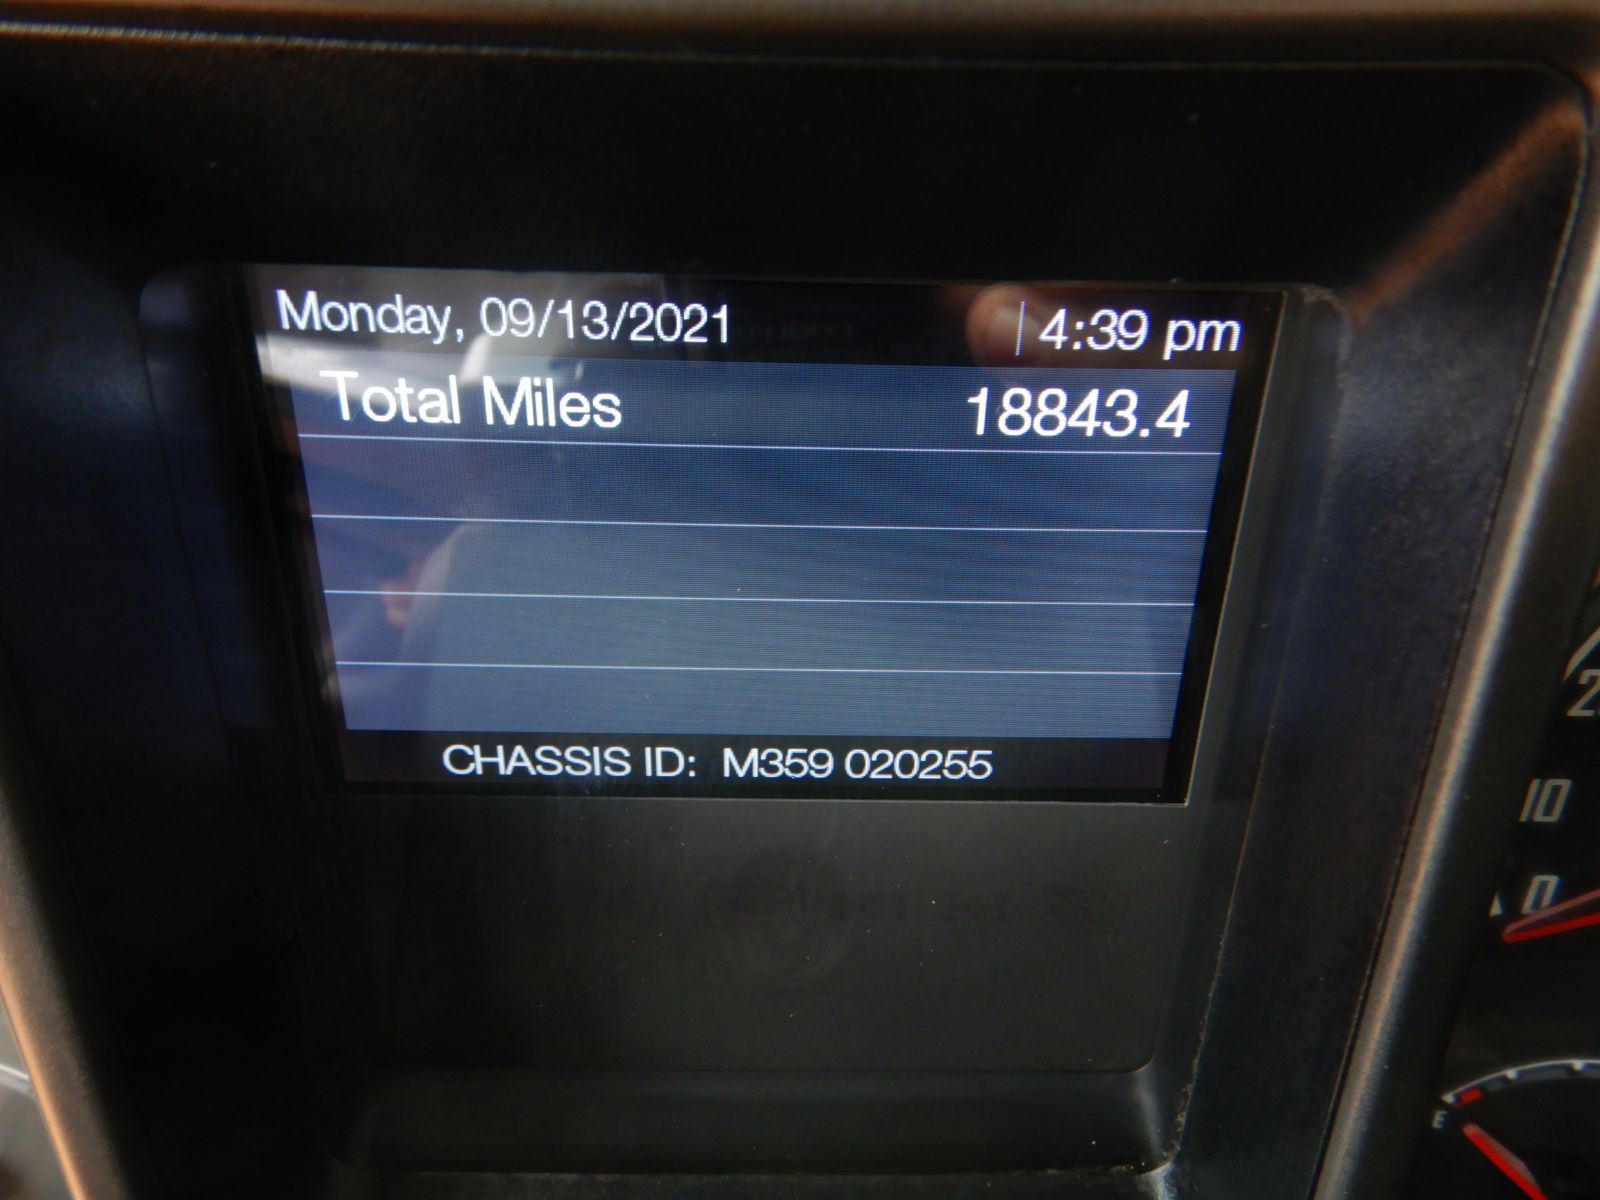 Monday, 09/13/2021 4:39 pm
Total Miles 18843.4
CHASSIS ID: M359 020255
10
0
E